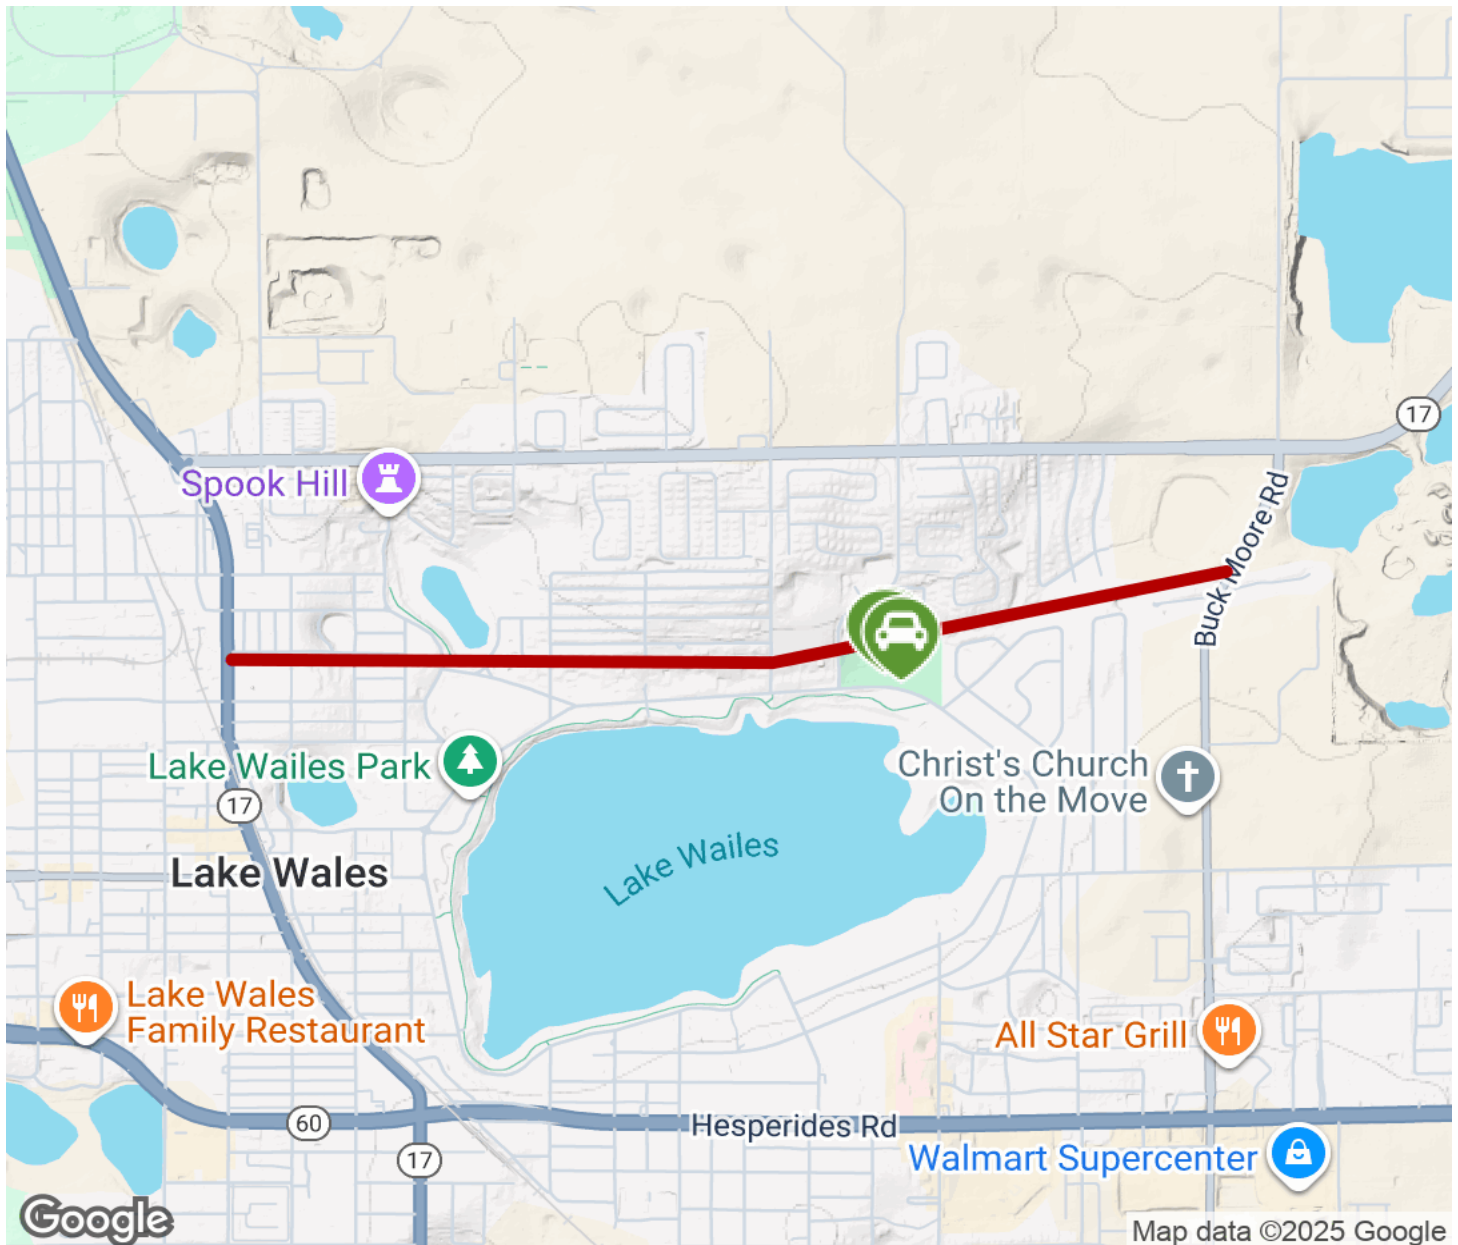 17
Spook Hill
Buck Moore Rd
Lake Wailes Park
Christ's Church
On the Move
17
Lake Wailes
Lake Wales
Lake Wales
Family Restaurant
All Star Grill
60
Hesperides Rd
17
Walmart Supercenter
Google
Map data ©2025 Google